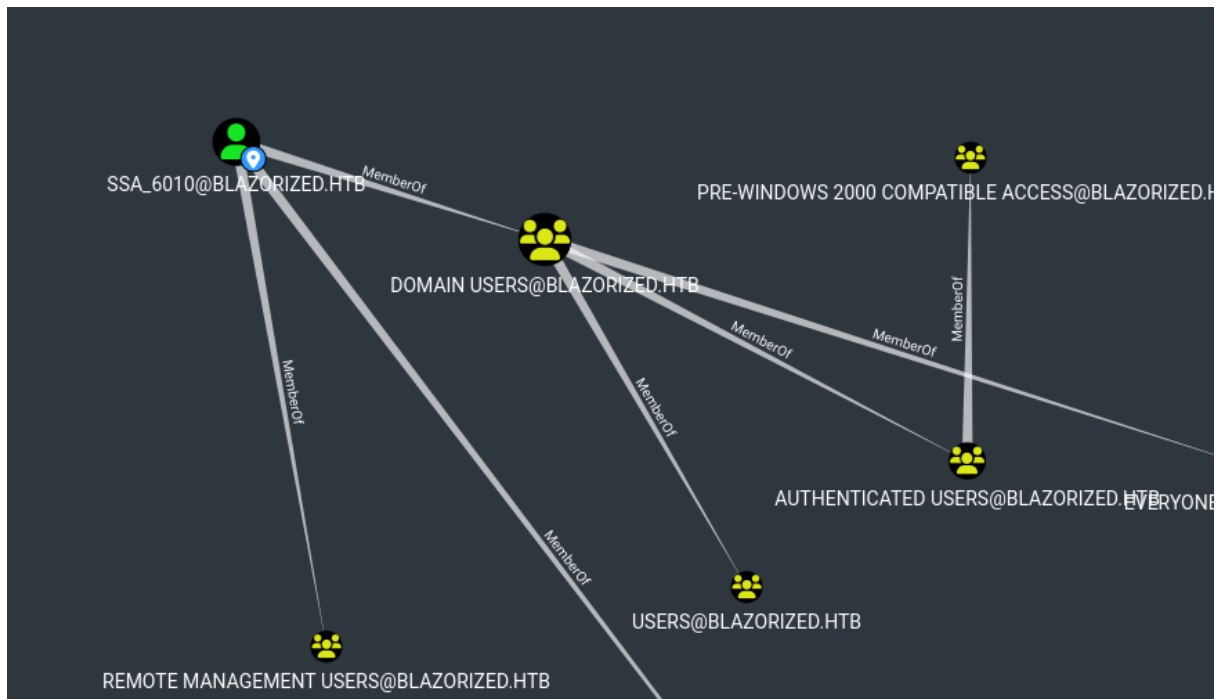 MemberOf
SSA_6010@BLAZORIZED.HTB
PRE-WINDOWS 2000 COMPATIBLE ACCESS@BLAZORIZED.H
DOMAIN USERS@BLAZORIZED.HTB
MemberOf
MemberOf
MemberOf
MemberOf
MemberOf
AUTHENTICATED USERS@BLAZORIZED.HTB
EVERYONE
MemberOf
USERS@BLAZORIZED.HTB
REMOTE MANAGEMENT USERS@BLAZORIZED.HTB